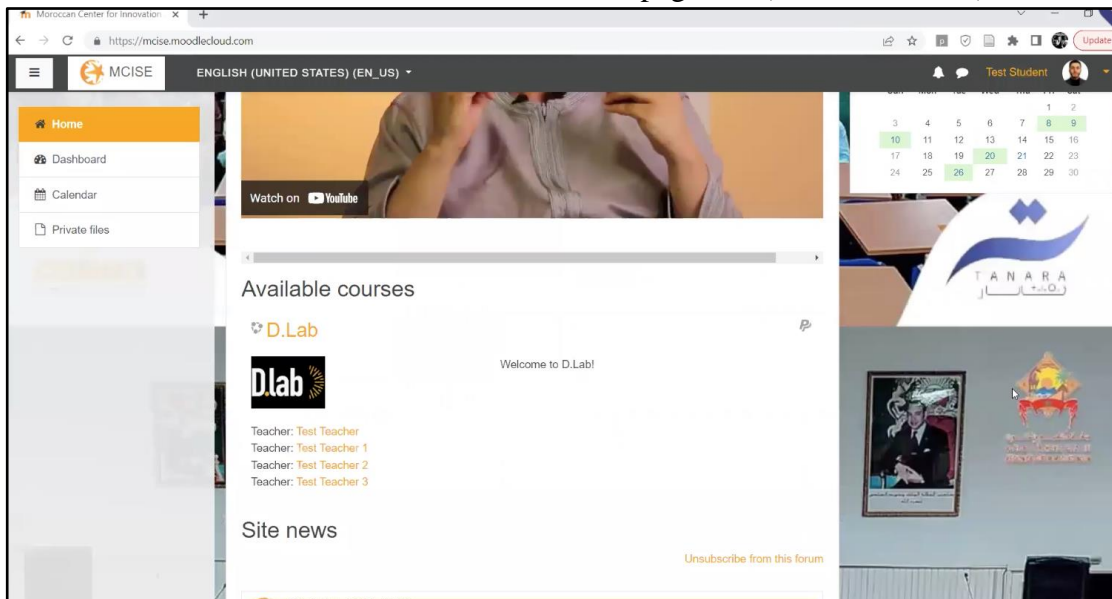 Moroccan Center for Innovation
https://mcise.moodlecloud.com
Update
MCISE
ENGLISH (UNITED STATES) (EN_US)
Test Student
Home
Dashboard
Calendar
Private files
Watch on YouTube
1 2
3 4 5 6 7 8 9
10 11 12 13 14 15 16
17 18 19 20 21 22 23
24 25 26 27 28 29 30
TANARA
Available courses
D.Lab
D.lab
Welcome to D.Lab!
Teacher: Test Teacher
Teacher: Test Teacher 1
Teacher: Test Teacher 2
Teacher: Test Teacher 3
Site news
Unsubscribe from this forum